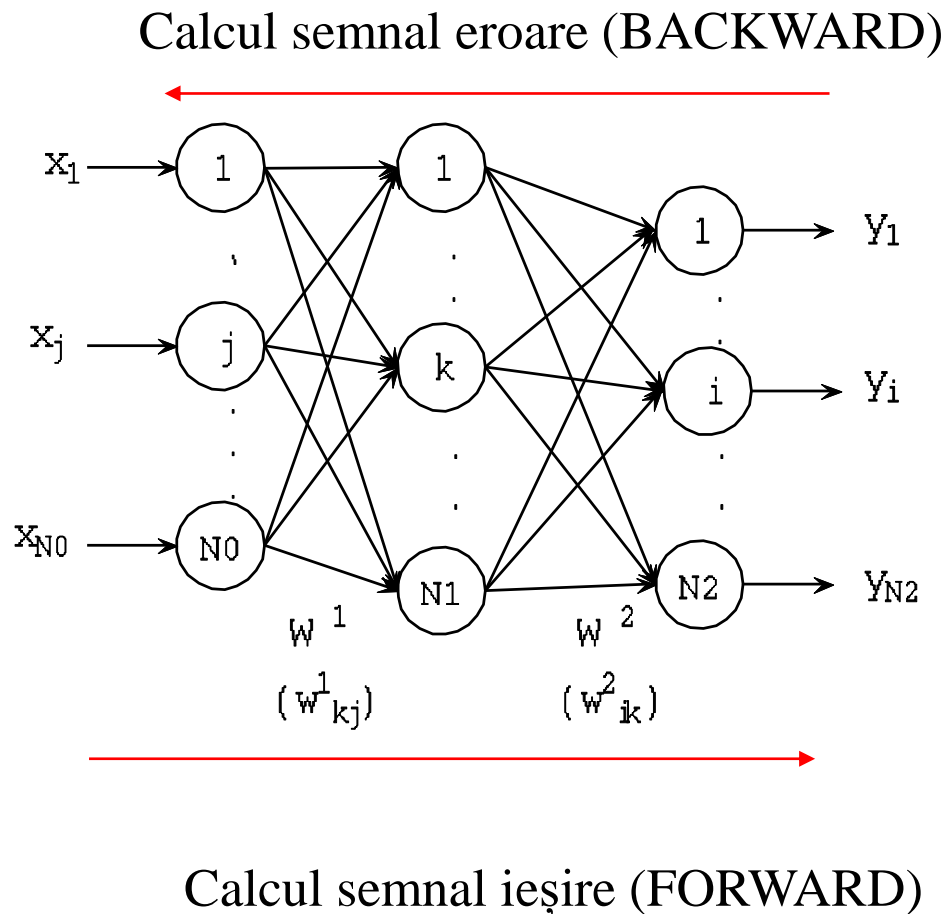 Calcul semnal eroare (BACKWARD)
x1 1 1
1 y1
xj j
k
i yi
xN0 N0
N1 N2 yN2
W 1 W 2
(w1kj) (w2ik)
Calcul semnal ieșire (FORWARD)